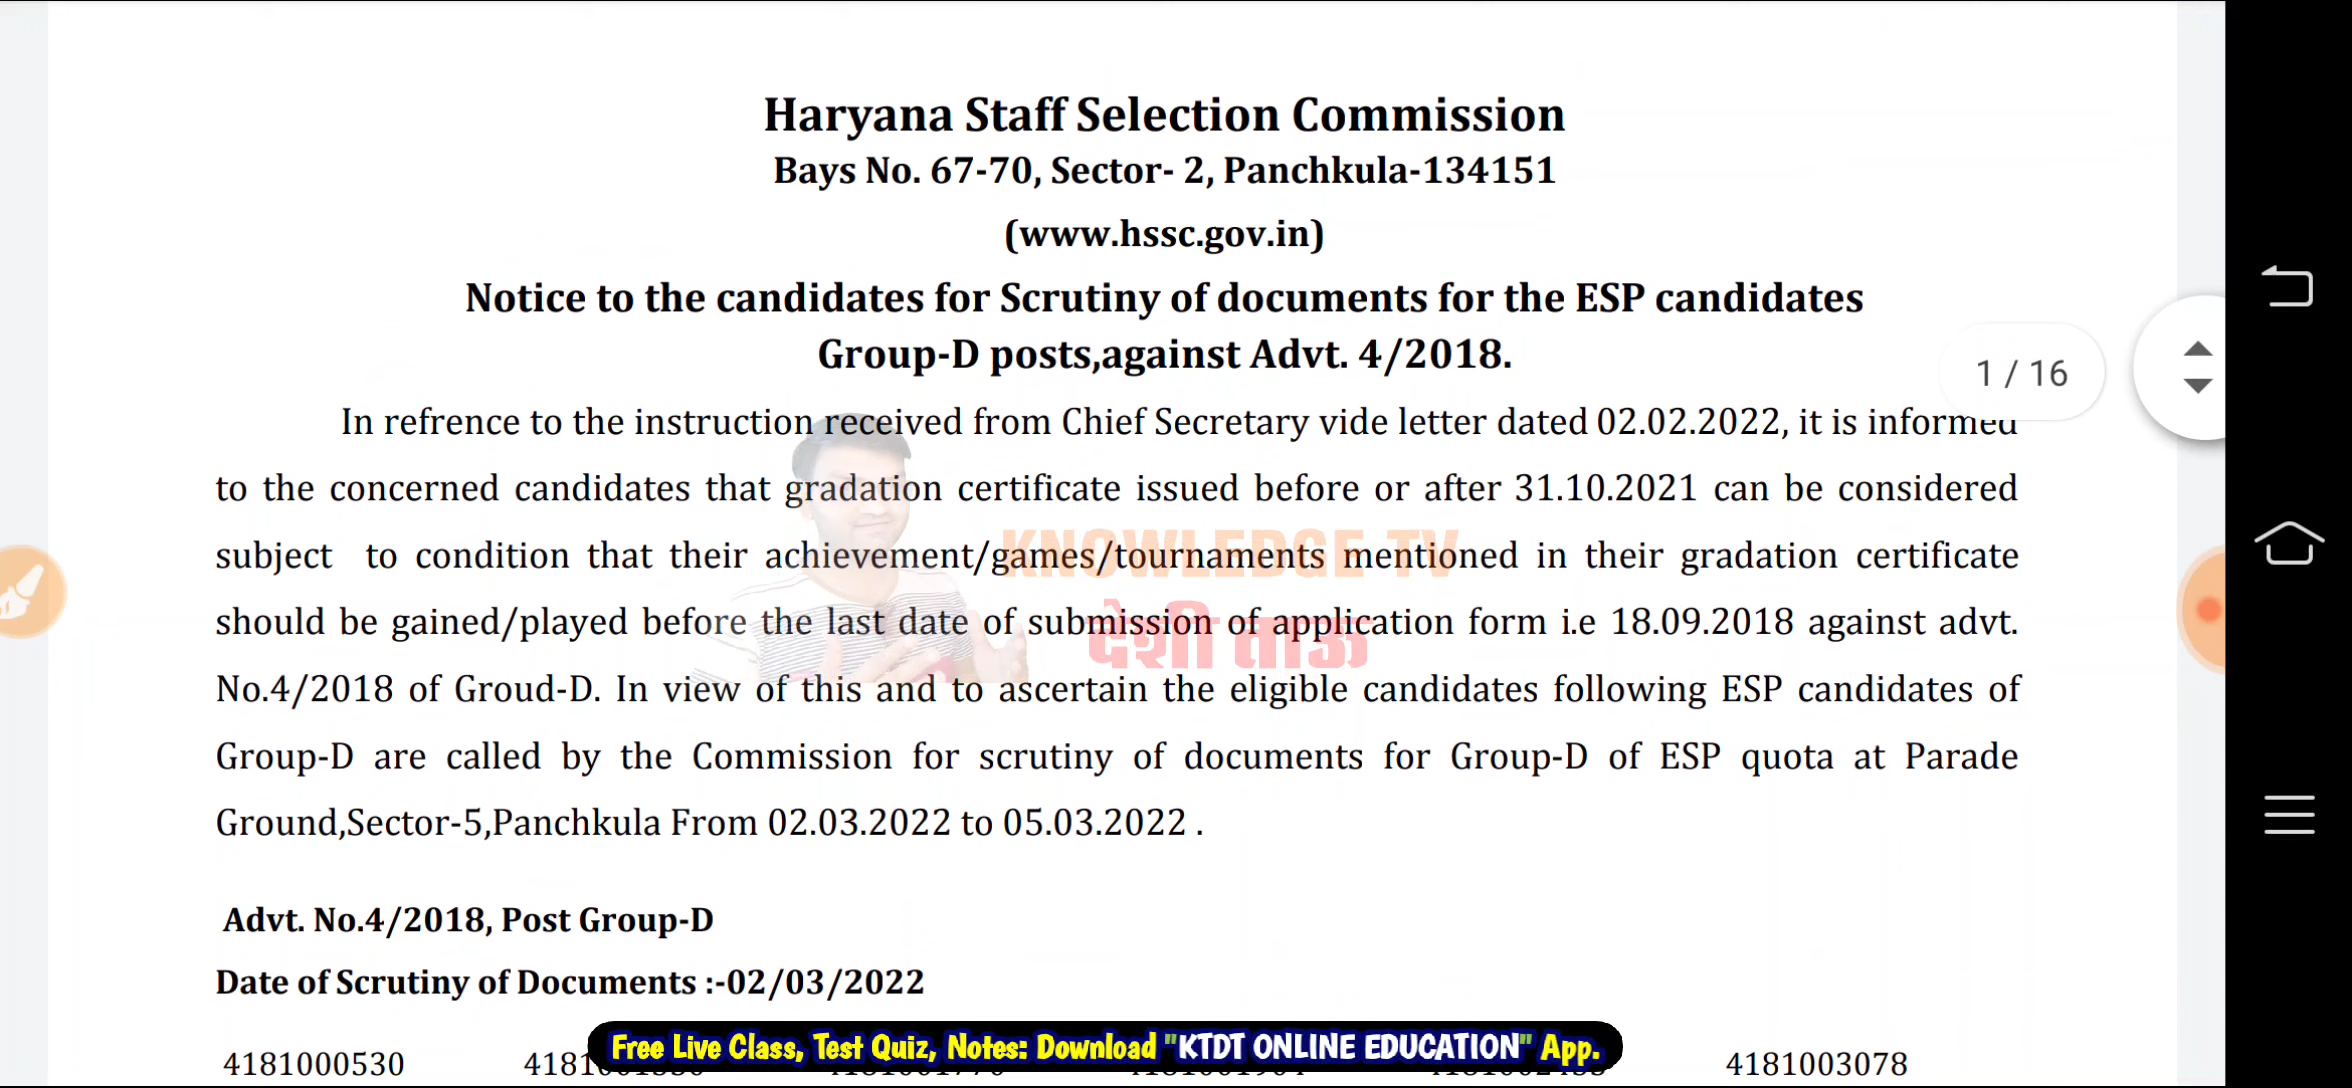 Haryana Staff Selection Commission
Bays No. 67-70, Sector- 2, Panchkula-134151
(www.hssc.gov.in)
Notice to the candidates for Scrutiny of documents for the ESP candidates
Group-D posts,against Advt. 4/2018.
1 / 16
In refrence to the instruction received from Chief Secretary vide letter dated 02.02.2022, it is informed
to the concerned candidates that gradation certificate issued before or after 31.10.2021 can be considered
KNOWLEDGE TV
subject to condition that their achievement/games/tournaments mentioned in their gradation certificate
should be gained/played before the last date of submission of application form i.e 18.09.2018 against advt.
देशी ताऊ
No.4/2018 of Groud-D. In view of this and to ascertain the eligible candidates following ESP candidates of
Group-D are called by the Commission for scrutiny of documents for Group-D of ESP quota at Parade
Ground,Sector-5,Panchkula From 02.03.2022 to 05.03.2022 .
Advt. No.4/2018, Post Group-D
Date of Scrutiny of Documents :-02/03/2022
Free Live Class, Test Quiz, Notes: Download "KTDT ONLINE EDUCATION" App.
4181000530 4181003078